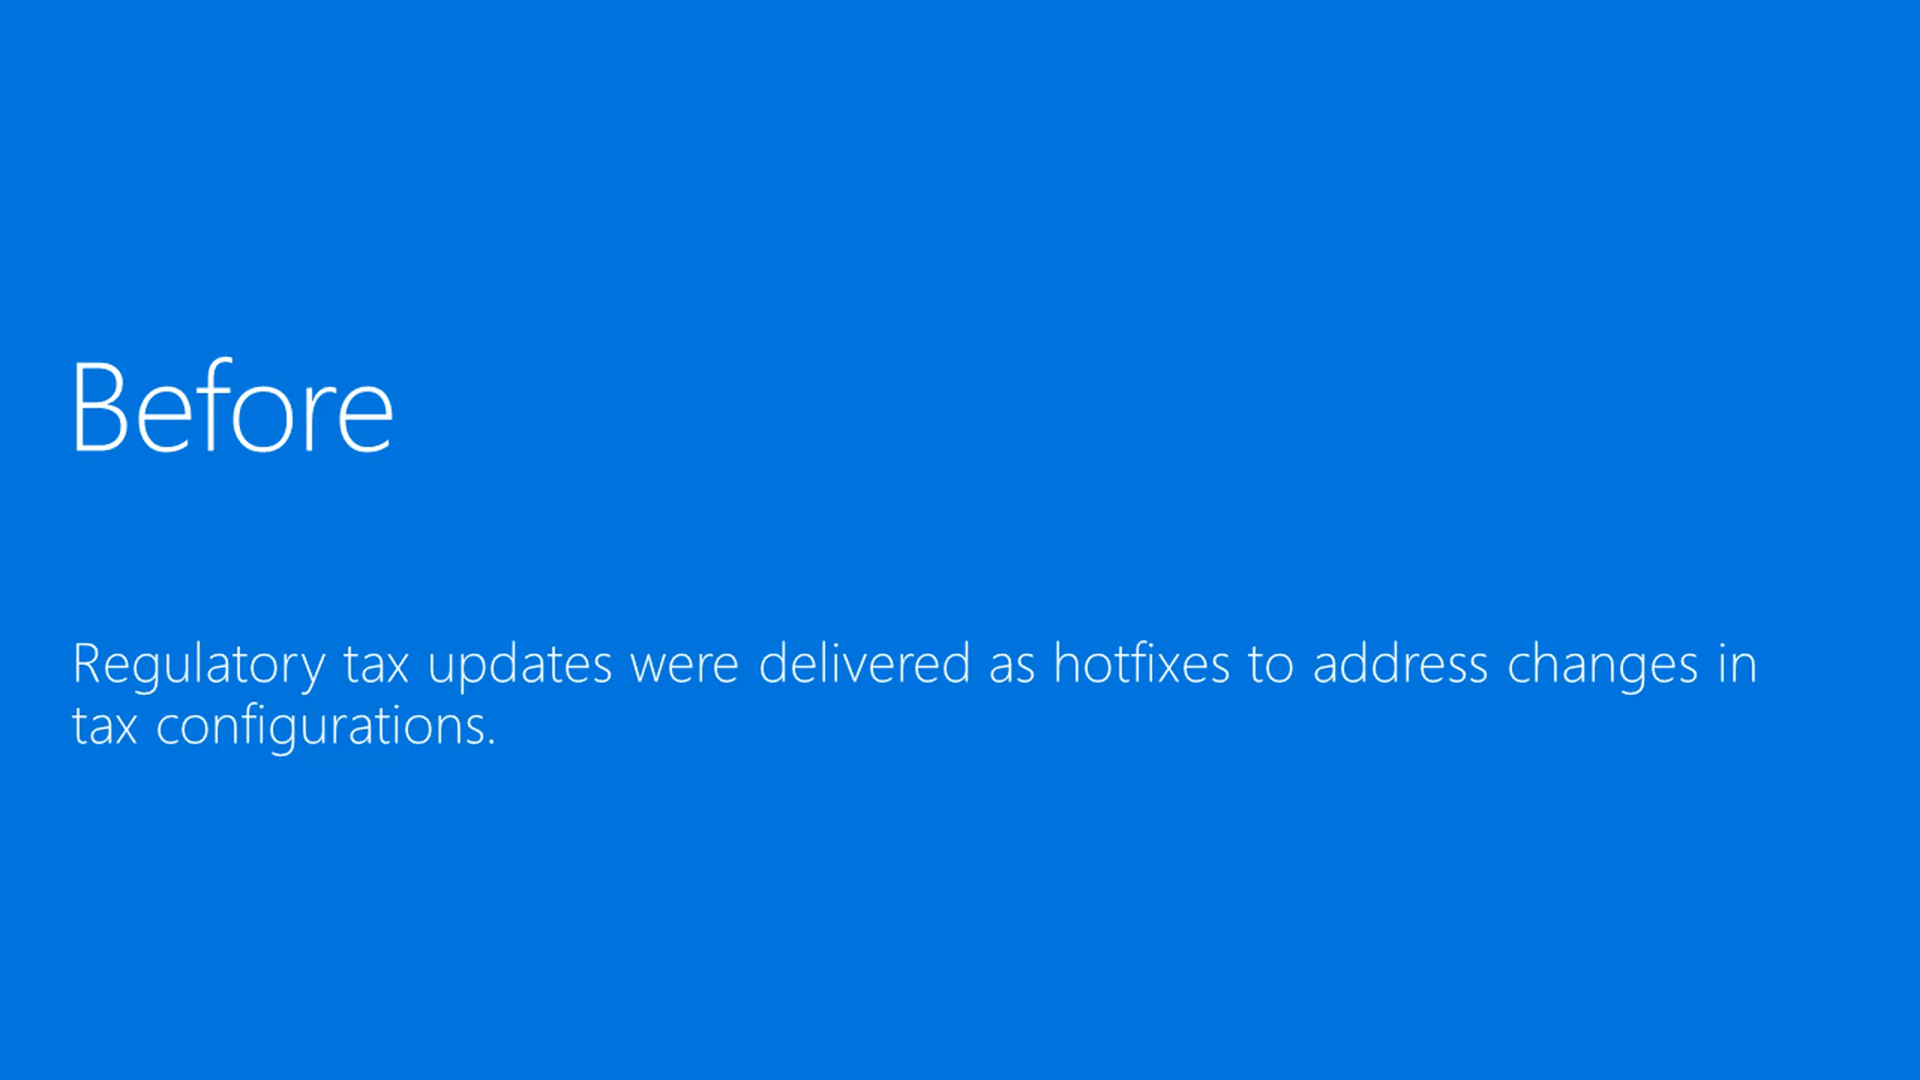 Before
Regulatory tax updates were delivered as hotfixes to address changes in
tax configurations.